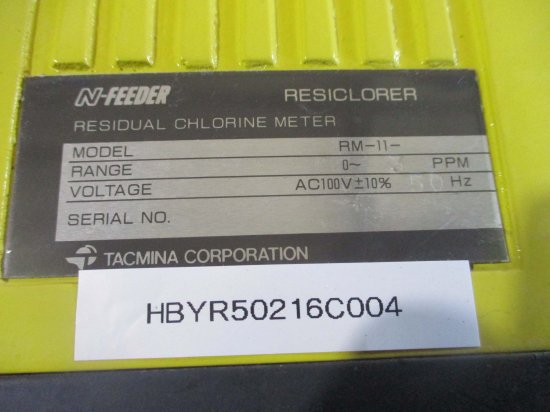 N-FEEDER RESICLORER
RESIDUAL CHLORINE METER
MODEL RM-11-
RANGE 0~ PPM
VOLTAGE AC100V±10% Hz
SERIAL NO.
TACMINA CORPORATION
HBYR50216C004